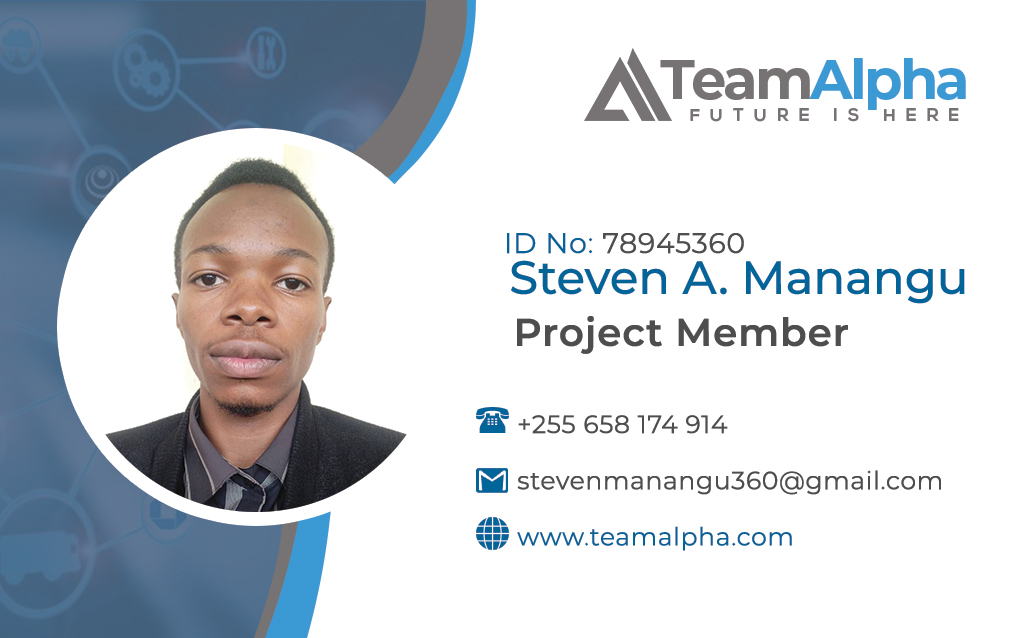 TeamAlpha
FUTURE IS HERE
ID No: 78945360
Steven A. Manangu
Project Member
+255 658 174 914
stevenmanangu360@gmail.com
www.teamalpha.com